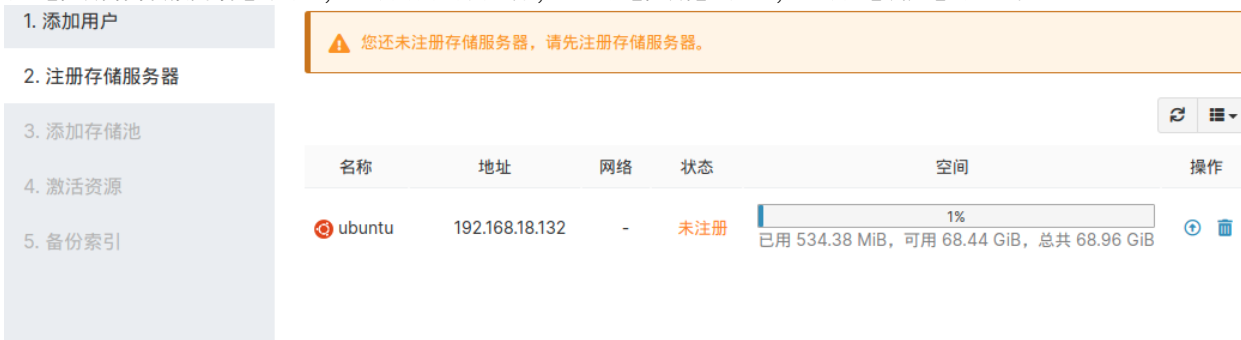 1. 添加用户
2. 注册存储服务器
3. 添加存储池
4. 激活资源
5. 备份索引
您还未注册存储服务器，请先注册存储服务器。
名称 地址 网络 状态 空间 操作
ubuntu 192.168.18.132 - 未注册 1%
已用 534.38 MiB，可用 68.44 GiB，总共 68.96 GiB